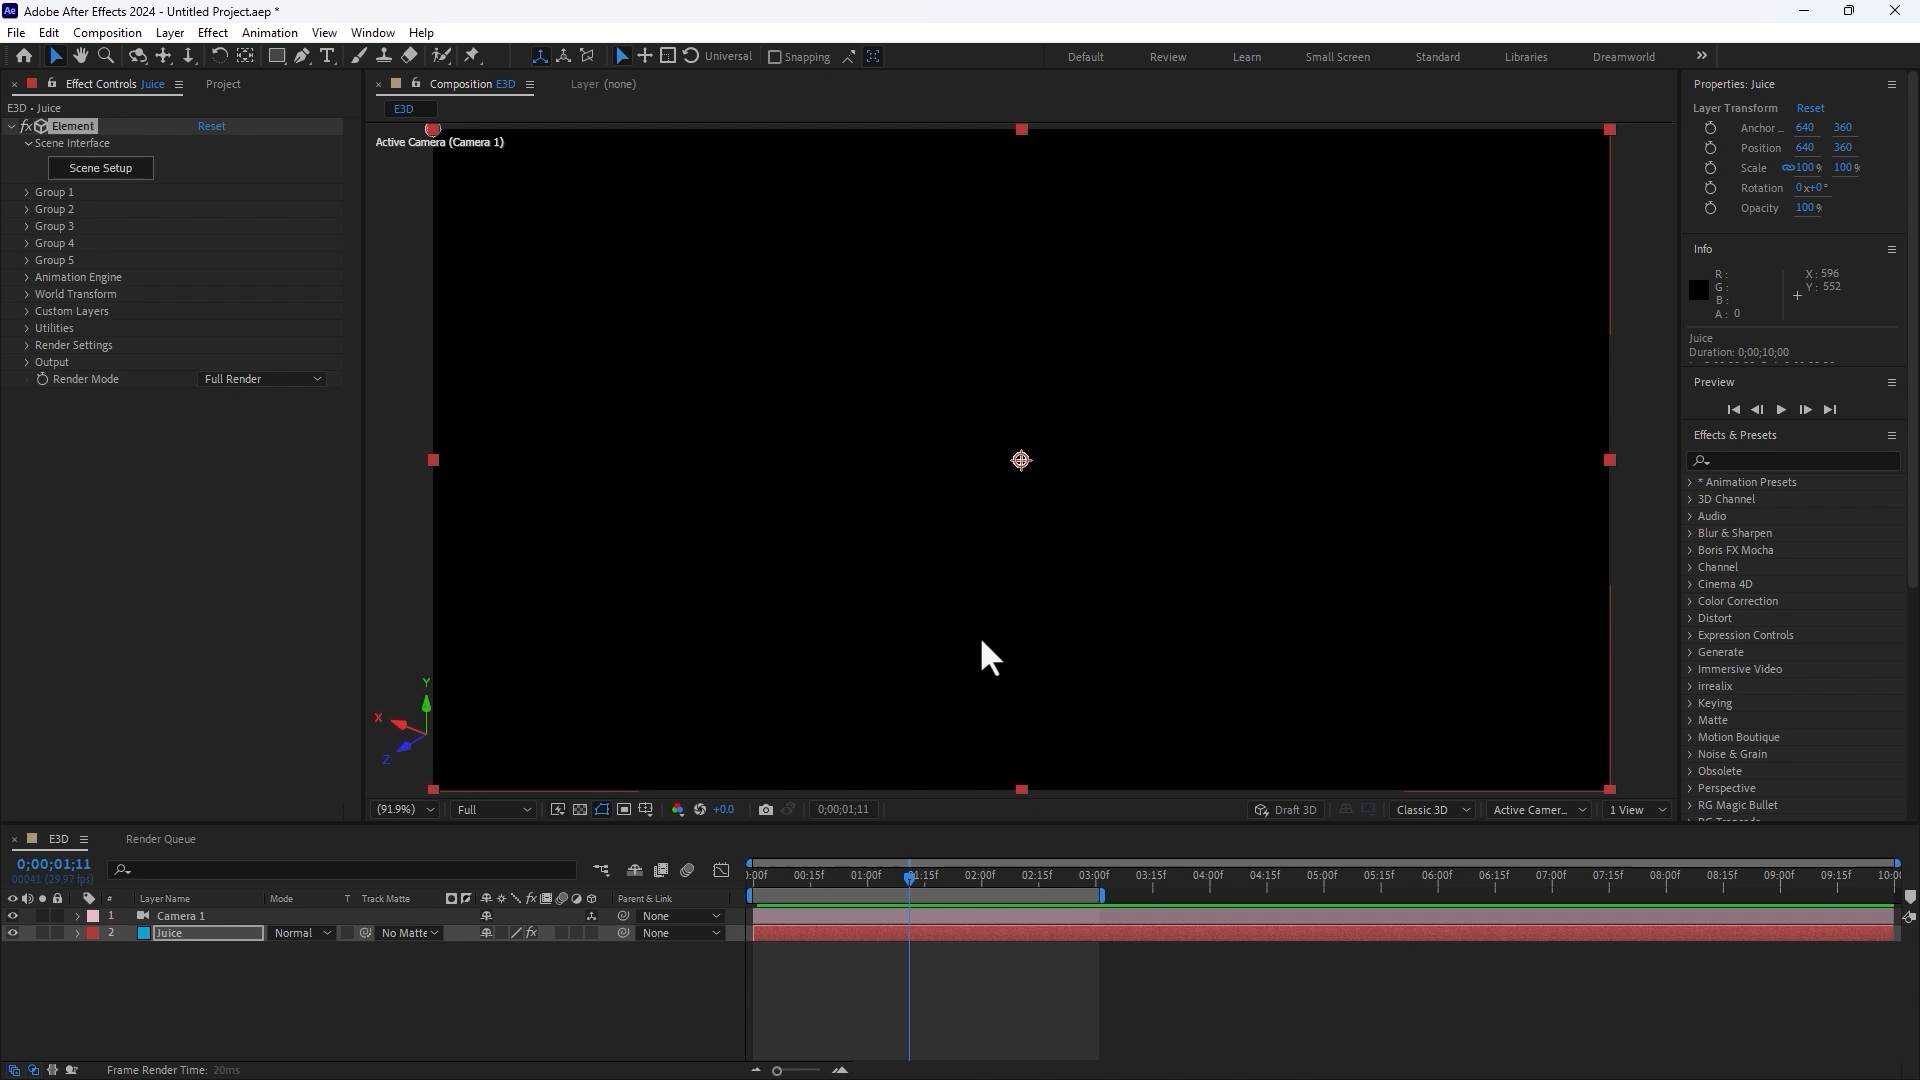 Ae Adobe After Effects 2024 - Untitled Project.aep *
File Edit Composition Layer Effect Animation View Window Help
Universal Snapping Default Review Learn Small Screen Standard Libraries Dreamworld
Effect Controls Juice Project
E3D • Juice
fx Element Reset
Scene Interface
Scene Setup
Group 1
Group 2
Group 3
Group 4
Group 5
Animation Engine
World Transform
Custom Layers
Utilities
Render Settings
Output
Render Mode Full Render
Composition E3D Layer (none)
E3D
Active Camera (Camera 1)
Y
X
Z
(91.9%) Full +0.0 0;00;01;11 Draft 3D Classic 3D Active Camer... 1 View
Properties: Juice
Layer Transform Reset
Anchor ... 640 360
Position 640 360
Scale 100 % 100 %
Rotation 0x+0°
Opacity 100 %
Info
R :
G :
B :
A : 0
X : 596
Y : 552
Juice
Duration: 0;00;10;00
Preview
Effects & Presets
* Animation Presets
3D Channel
Audio
Blur & Sharpen
Boris FX Mocha
Channel
Cinema 4D
Color Correction
Distort
Expression Controls
Generate
Immersive Video
irrealix
Keying
Matte
Motion Boutique
Noise & Grain
Obsolete
Perspective
RG Magic Bullet
E3D Render Queue
0;00;01;11
00041 (29.97 fps)
# Layer Name Mode T Track Matte fx Parent & Link
1 Camera 1 None
2 Juice Normal No Matte fx None
:00f 00:15f 01:00f 01:15f 02:00f 02:15f 03:00f 03:15f 04:00f 04:15f 05:00f 05:15f 06:00f 06:15f 07:00f 07:15f 08:00f 08:15f 09:00f 09:15f 10:00
Frame Render Time: 20ms